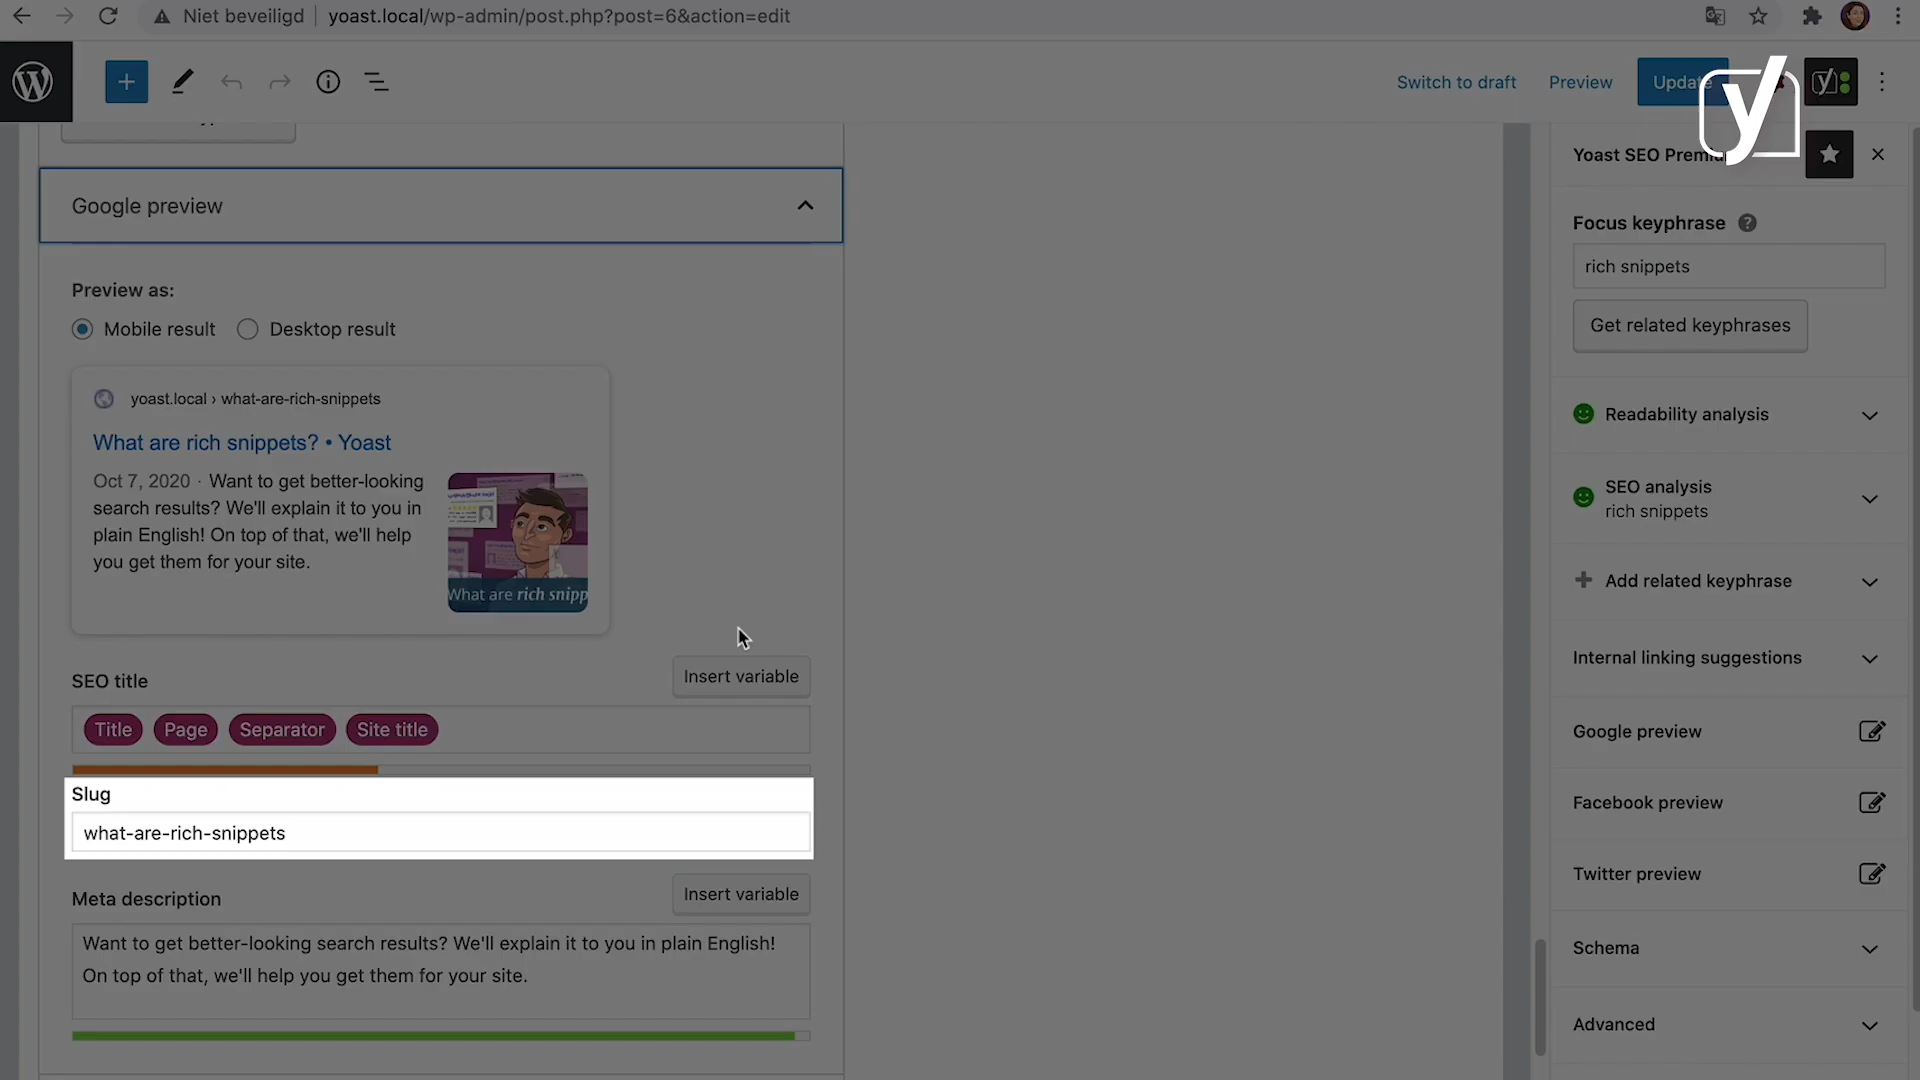 Niet beveiligd
yoast.local/wp-admin/post.php?post=6&action=edit
Switch to draft
Preview
Update
Google preview
Preview as:
Mobile result
Desktop result
yoast.local › what-are-rich-snippets
What are rich snippets? • Yoast
Oct 7, 2020 · Want to get better-looking
search results? We'll explain it to you in
plain English! On top of that, we'll help
you get them for your site.
What are rich snipp
SEO title
Insert variable
Title
Page
Separator
Site title
Slug
what-are-rich-snippets
Meta description
Insert variable
Want to get better-looking search results? We'll explain it to you in plain English!
On top of that, we'll help you get them for your site.
Yoast SEO Premium
Focus keyphrase
rich snippets
Get related keyphrases
Readability analysis
SEO analysis
rich snippets
Add related keyphrase
Internal linking suggestions
Google preview
Facebook preview
Twitter preview
Schema
Advanced